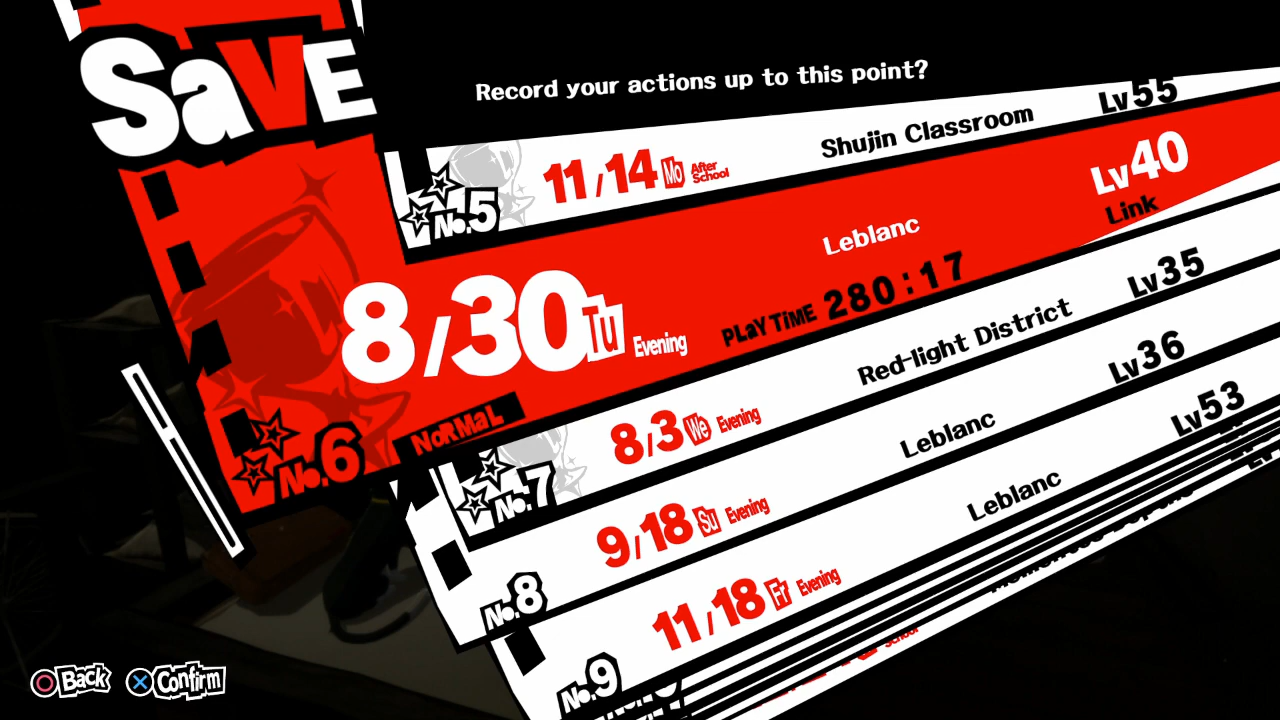 SaVE
Record your actions up to this point?
No.5 11/14 Mo After School Shujin Classroom Lv55
No.6 8/30 Tu Evening Leblanc Lv40
PLaY TiME 280:17 Link
NoRMaL
No.7 8/3 We Evening Red-light District Lv35
No.8 9/18 Su Evening Leblanc Lv36
No.9 11/18 Fr Evening Leblanc Lv53
Back Confirm